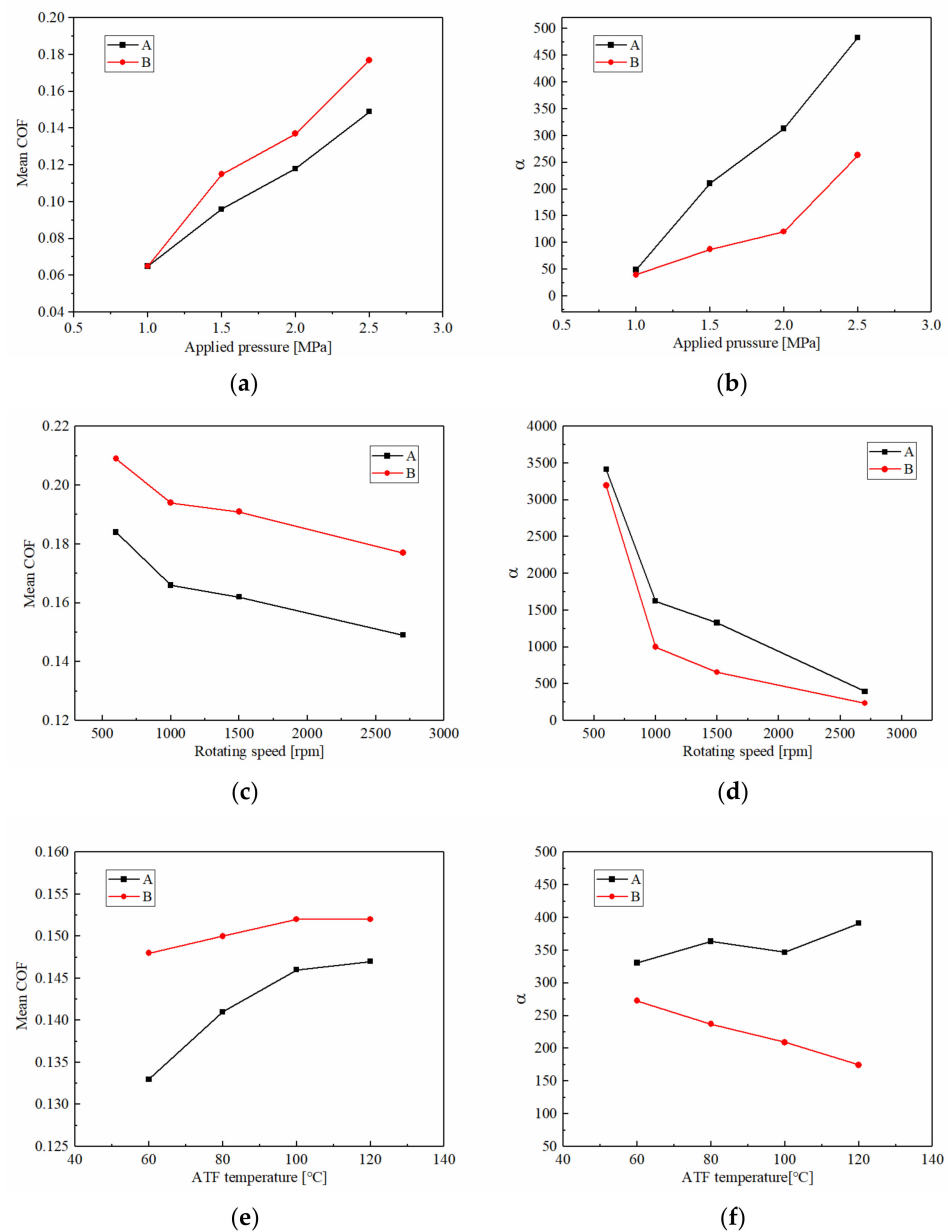 0.20
0.18
0.16
0.14
0.12
0.10
0.08
0.06
0.04
Mean COF
A
B
0.5 1.0 1.5 2.0 2.5 3.0
Applied pressure [MPa]
(a)
500
450
400
350
300
250
200
150
100
50
0
α
A
B
0.5 1.0 1.5 2.0 2.5 3.0
Applied prussure [MPa]
(b)
0.22
0.20
0.18
0.16
0.14
0.12
Mean COF
A
B
500 1000 1500 2000 2500 3000
Rotating speed [rpm]
(c)
4000
3500
3000
2500
2000
1500
1000
500
0
α
A
B
500 1000 1500 2000 2500 3000
Rotating speed [rpm]
(d)
0.160
0.155
0.150
0.145
0.140
0.135
0.130
0.125
Mean COF
A
B
40 60 80 100 120 140
ATF temperature [°C]
(e)
500
450
400
350
300
250
200
150
100
50
α
A
B
40 60 80 100 120 140
ATF temperature[°C]
(f)